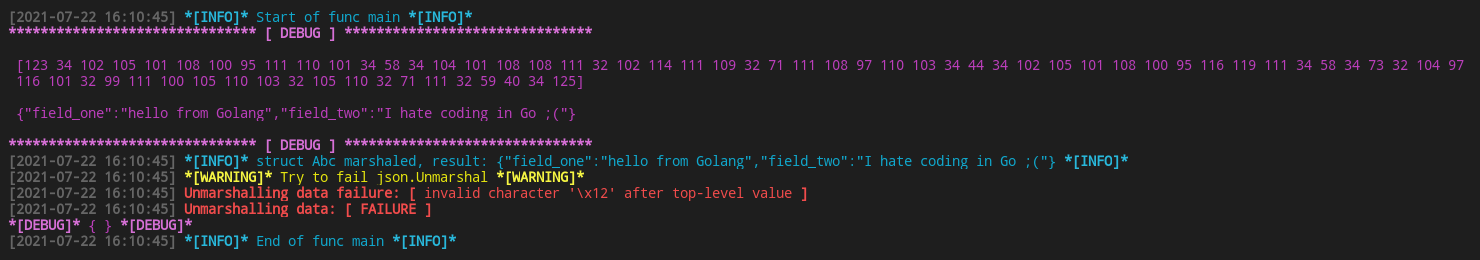 [2021-07-22 16:10:45] *[INFO]* Start of func main *[INFO]*
******************************* [ DEBUG ] *******************************
[123 34 102 105 101 108 100 95 111 110 101 34 58 34 104 101 108 108 111 32 102 114 111 109 32 71 111 108 97 110 103 34 44 34 102 105 101 108 100 95 116 119 111 34 58 34 73 32 104 97
116 101 32 99 111 100 105 110 103 32 105 110 32 71 111 32 59 40 34 125]
{"field_one":"hello from Golang","field_two":"I hate coding in Go ;("}
******************************* [ DEBUG ] *******************************
[2021-07-22 16:10:45] *[INFO]* struct Abc marshaled, result: {"field_one":"hello from Golang","field_two":"I hate coding in Go ;("} *[INFO]*
[2021-07-22 16:10:45] *[WARNING]* Try to fail json.Unmarshal *[WARNING]*
[2021-07-22 16:10:45] Unmarshalling data failure: [ invalid character '\x12' after top-level value ]
[2021-07-22 16:10:45] Unmarshalling data: [ FAILURE ]
*[DEBUG]* { } *[DEBUG]*
[2021-07-22 16:10:45] *[INFO]* End of func main *[INFO]*